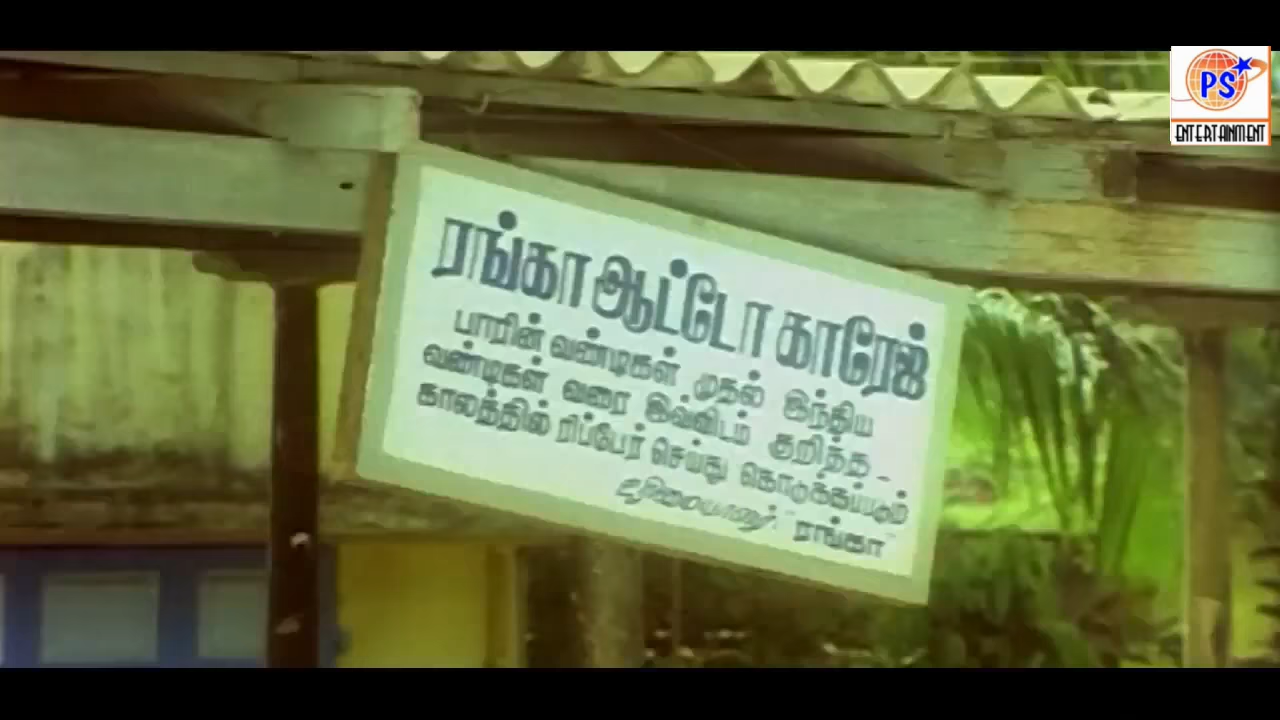 ரங்கா ஆட்டோ காரேஜ்
பாரின் வண்டிகள் முதல் இந்திய
வண்டிகள் வரை இவ்விடம் குறித்த
காலத்தில் ரிப்பேர் செய்து கொடுக்கப்படும்
உரிமையாளர் "ரங்கா"
PS
ENTERTAINMENT